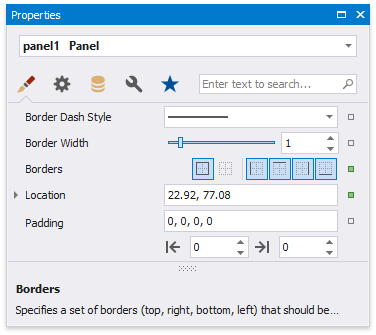 Properties
panel1 Panel
Enter text to search...
Border Dash Style
Border Width 1
Borders
Location 22.92, 77.08
Padding 0, 0, 0, 0
0 0
Borders
Specifies a set of borders (top, right, bottom, left) that should be...